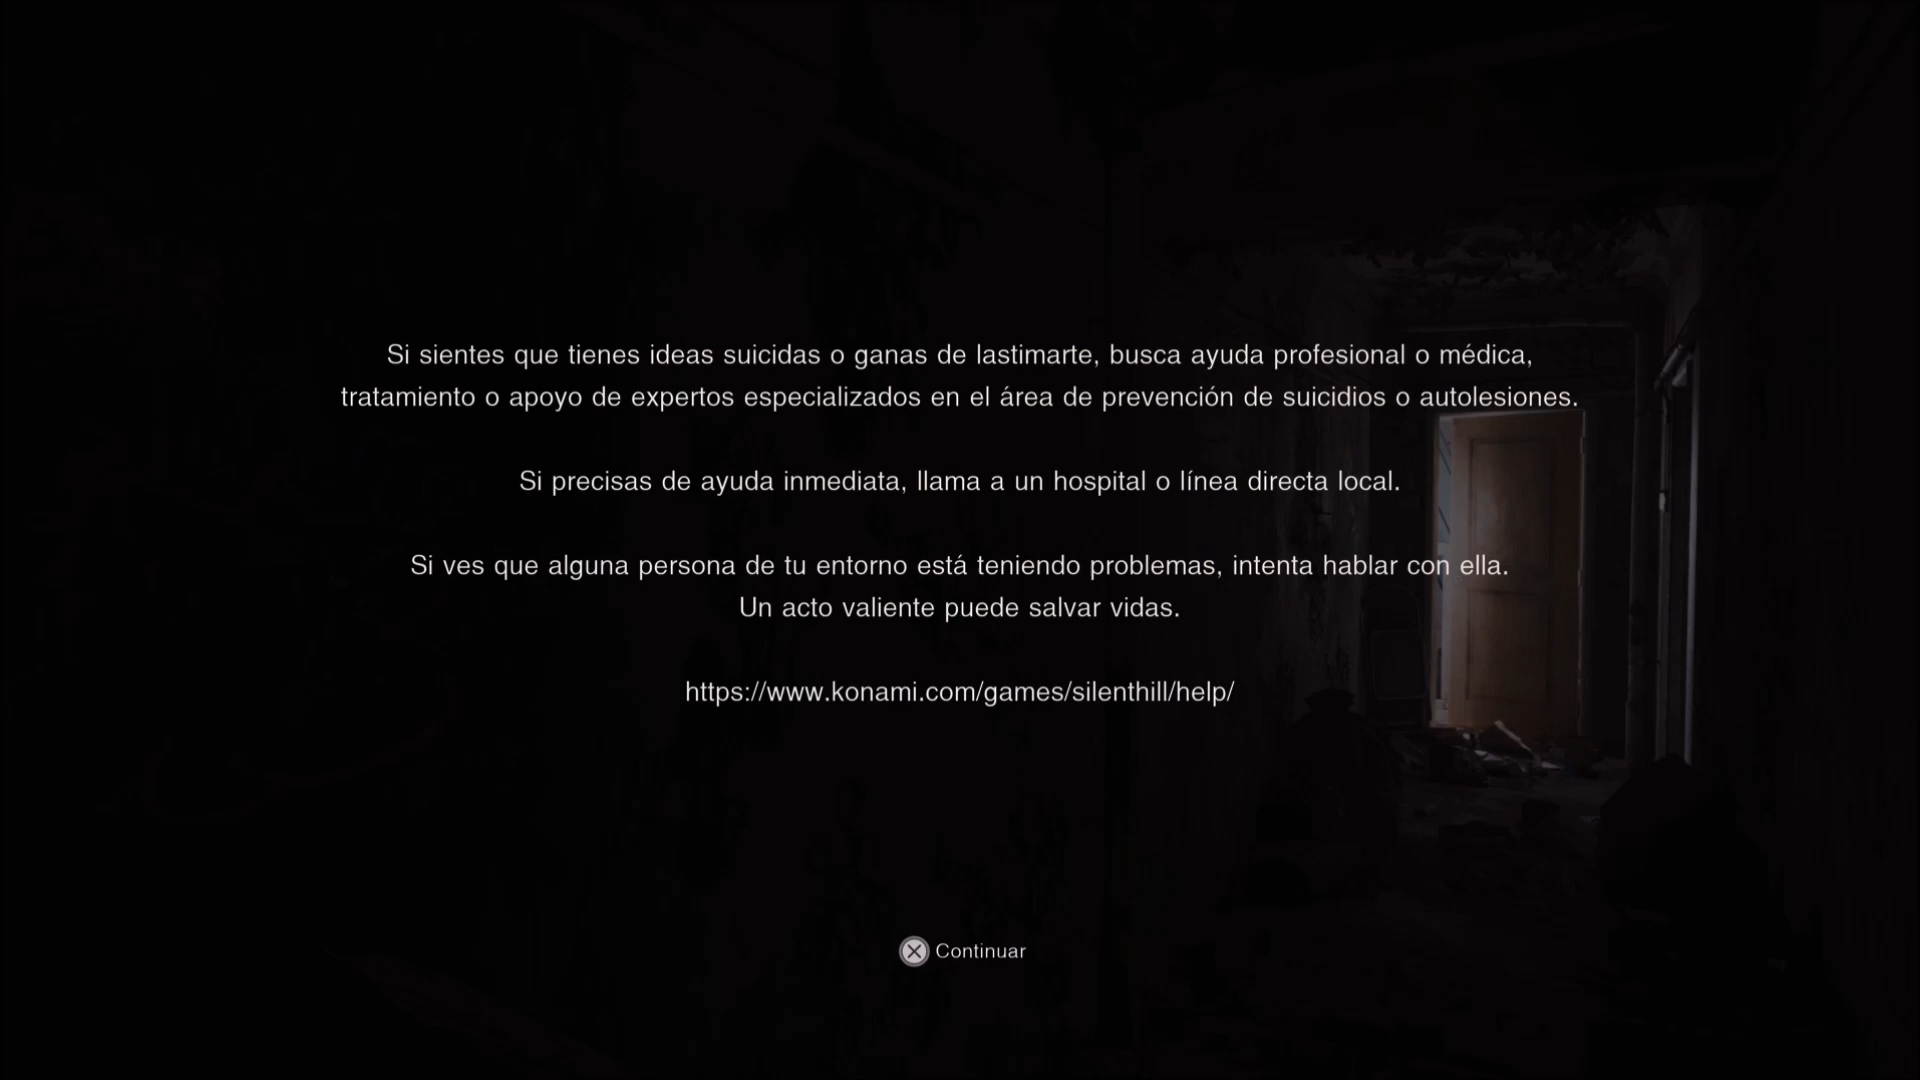 Si sientes que tienes ideas suicidas o ganas de lastimarte, busca ayuda profesional o médica,
tratamiento o apoyo de expertos especializados en el área de prevención de suicidios o autolesiones.
Si precisas de ayuda inmediata, llama a un hospital o línea directa local.
Si ves que alguna persona de tu entorno está teniendo problemas, intenta hablar con ella.
Un acto valiente puede salvar vidas.
https://www.konami.com/games/silenthill/help/
Continuar